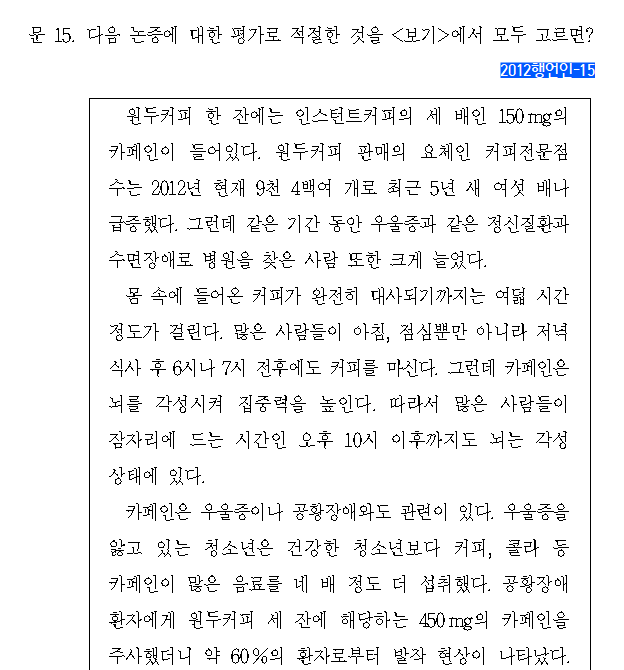 문 15. 다음 논증에 대한 평가로 적절한 것을 <보기>에서 모두 고르면?
2012행언인-15
원두커피 한 잔에는 인스턴트커피의 세 배인 150mg의
카페인이 들어있다. 원두커피 판매의 요체인 커피전문점
수는 2012년 현재 9천 4백여 개로 최근 5년 새 여섯 배나
급증했다. 그런데 같은 기간 동안 우울증과 같은 정신질환과
수면장애로 병원을 찾은 사람 또한 크게 늘었다.
몸 속에 들어온 커피가 완전히 대사되기까지는 여덟 시간
정도가 걸린다. 많은 사람들이 아침, 점심뿐만 아니라 저녁
식사 후 6시나 7시 전후에도 커피를 마신다. 그런데 카페인은
뇌를 각성시켜 집중력을 높인다. 따라서 많은 사람들이
잠자리에 드는 시간인 오후 10시 이후까지도 뇌는 각성
상태에 있다.
카페인은 우울증이나 공황장애와도 관련이 있다. 우울증을
앓고 있는 청소년은 건강한 청소년보다 커피, 콜라 등
카페인이 많은 음료를 네 배 정도 더 섭취했다. 공황장애
환자에게 원두커피 세 잔에 해당하는 450mg의 카페인을
주사했더니 약 60%의 환자로부터 발작 현상이 나타났다.